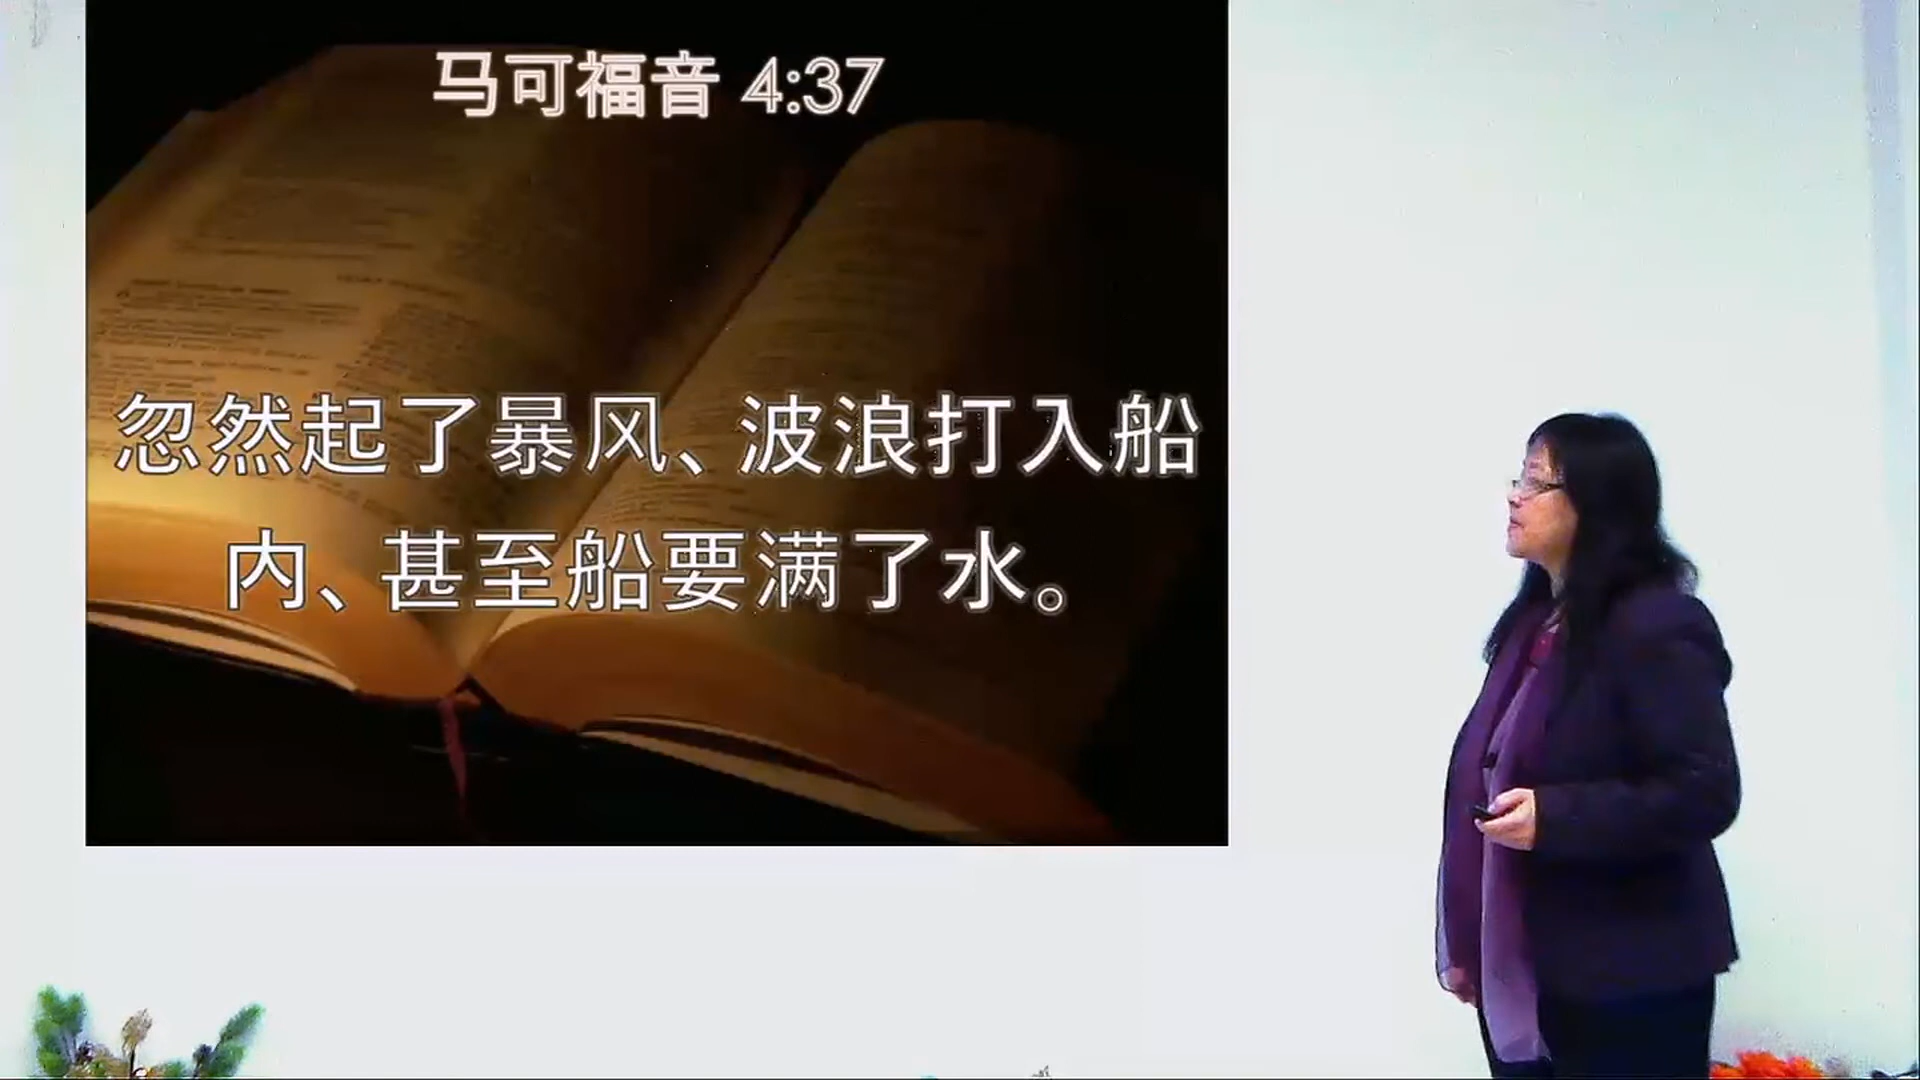 马可福音 4:37
忽然起了暴风、波浪打入船
内、甚至船要满了水。